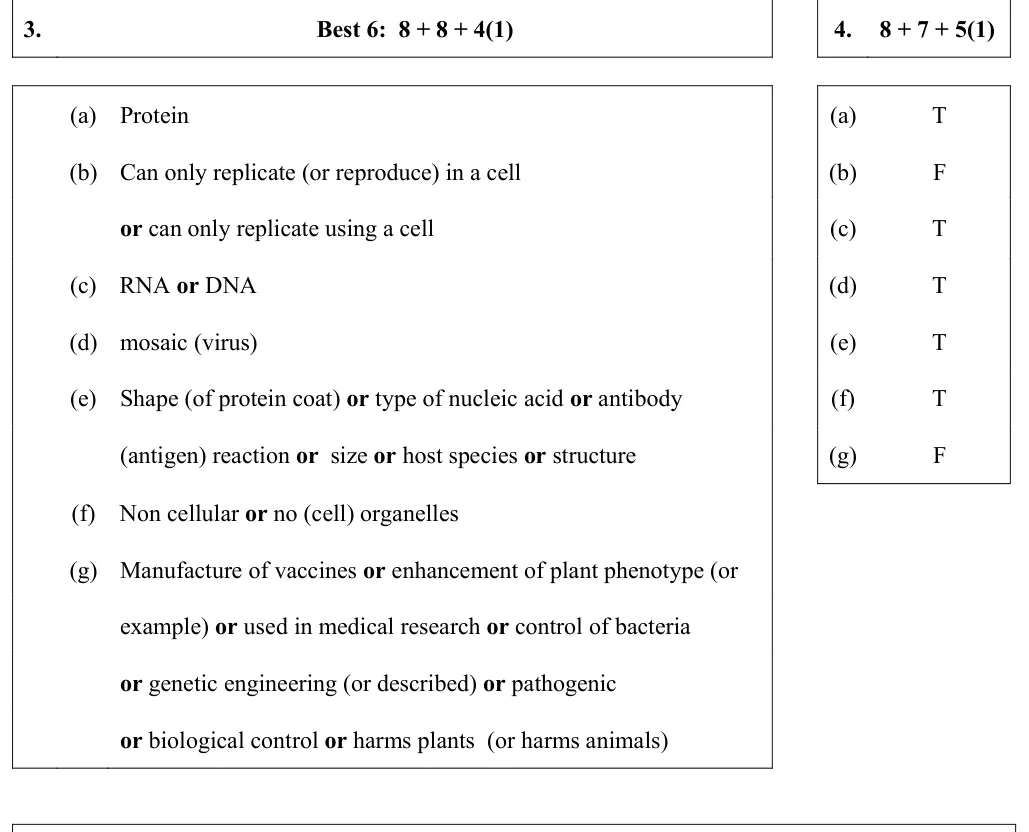 3. Best 6: 8 + 8 + 4(1)
(a) Protein
(b) Can only replicate (or reproduce) in a cell
or can only replicate using a cell
(c) RNA or DNA
(d) mosaic (virus)
(e) Shape (of protein coat) or type of nucleic acid or antibody
(antigen) reaction or size or host species or structure
(f) Non cellular or no (cell) organelles
(g) Manufacture of vaccines or enhancement of plant phenotype (or
example) or used in medical research or control of bacteria
or genetic engineering (or described) or pathogenic
or biological control or harms plants (or harms animals)
4. 8 + 7 + 5(1)
(a) T
(b) F
(c) T
(d) T
(e) T
(f) T
(g) F